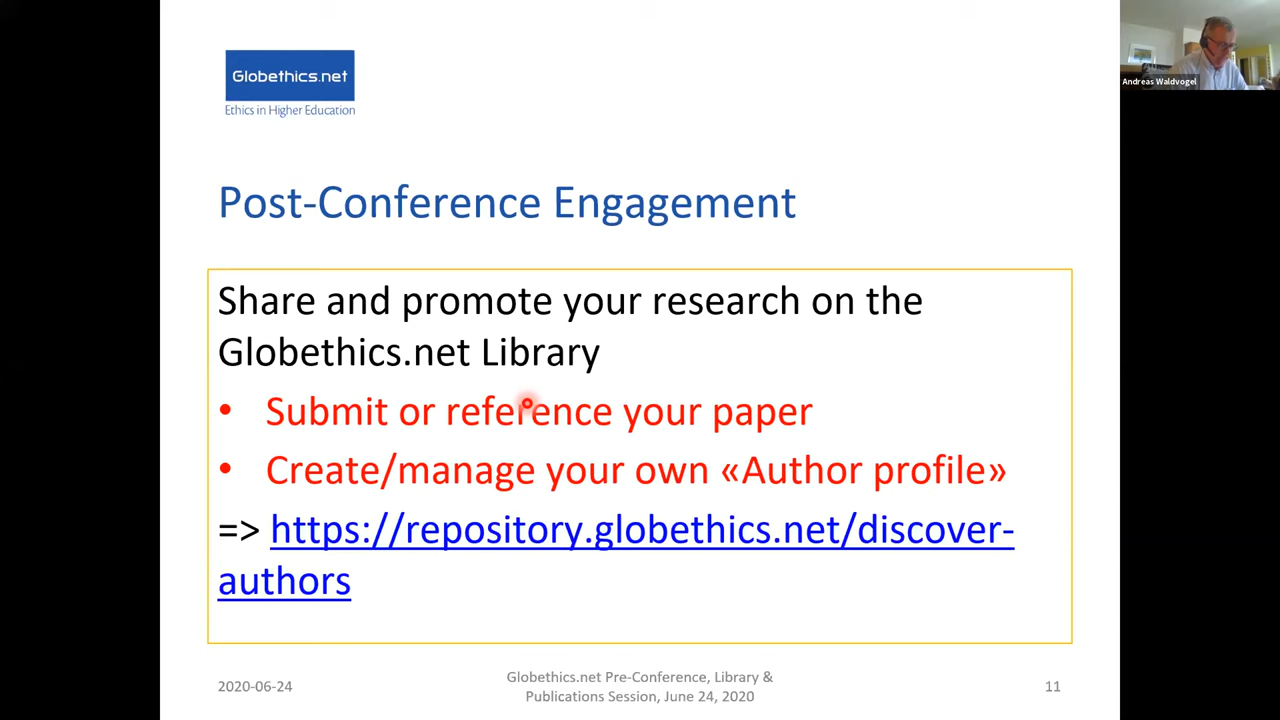 Globethics.net
Ethics in Higher Education
Andreas Waldvogel
Post-Conference Engagement
Share and promote your research on the
Globethics.net Library
• Submit or reference your paper
• Create/manage your own «Author profile»
=> https://repository.globethics.net/discover-
authors
2020-06-24
Globethics.net Pre-Conference, Library &
Publications Session, June 24, 2020
11